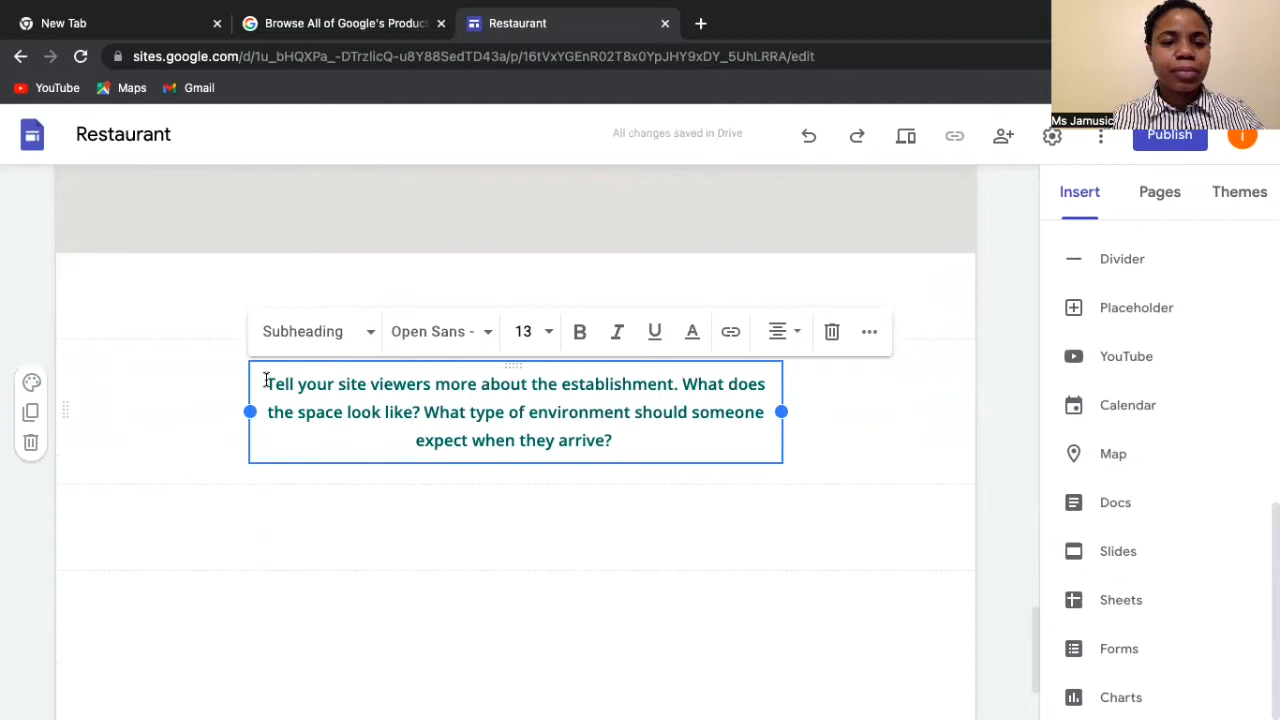 New Tab
Browse All of Google's Product
Restaurant
sites.google.com/d/1u_bHQXPa_-DTrzlicQ-u8Y88SedTD43a/p/16tVxYGEnR02T8x0YpJHY9xDY_5UhLRRA/edit
YouTube
Maps
Gmail
Ms Jamusic
Restaurant
All changes saved in Drive
Publish
Insert
Pages
Themes
Subheading
Open Sans -
13
B
I
U
A
Tell your site viewers more about the establishment. What does
the space look like? What type of environment should someone
expect when they arrive?
Divider
Placeholder
YouTube
Calendar
Map
Docs
Slides
Sheets
Forms
Charts